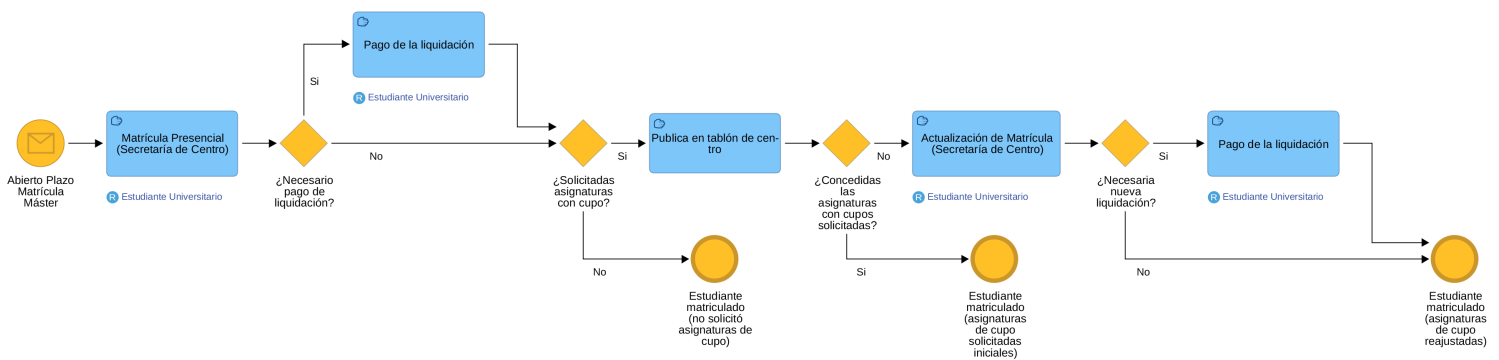 Pago de la liquidación
R Estudiante Universitario
Si
Abierto Plazo
Matrícula
Máster
Matrícula Presencial
(Secretaría de Centro)
R Estudiante Universitario
¿Necesario
pago de
liquidación?
No
¿Solicitadas
asignaturas
con cupo?
Si
No
Estudiante
matriculado
(no solicitó
asignaturas de
cupo)
Publica en tablón de cen-
tro
¿Concedidas
las
asignaturas
con cupos
solicitadas?
No
Si
Estudiante
matriculado
(asignaturas
de cupo
solicitadas
iniciales)
Actualización de Matrícula
(Secretaría de Centro)
R Estudiante Universitario
¿Necesaria
nueva
liquidación?
Si
No
Pago de la liquidación
R Estudiante Universitario
Estudiante
matriculado
(asignaturas
de cupo
reajustadas)